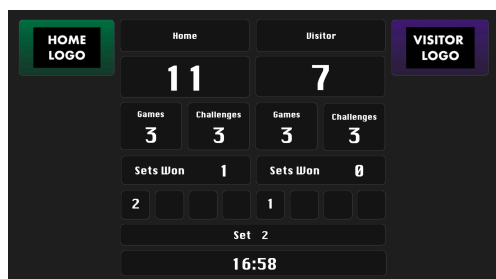 HOME
LOGO
Home
Visitor
VISITOR
LOGO
11
7
Games
Challenges
Games
Challenges
3
3
3
3
Sets Won 1
Sets Won 0
2
1
Set 2
16:58